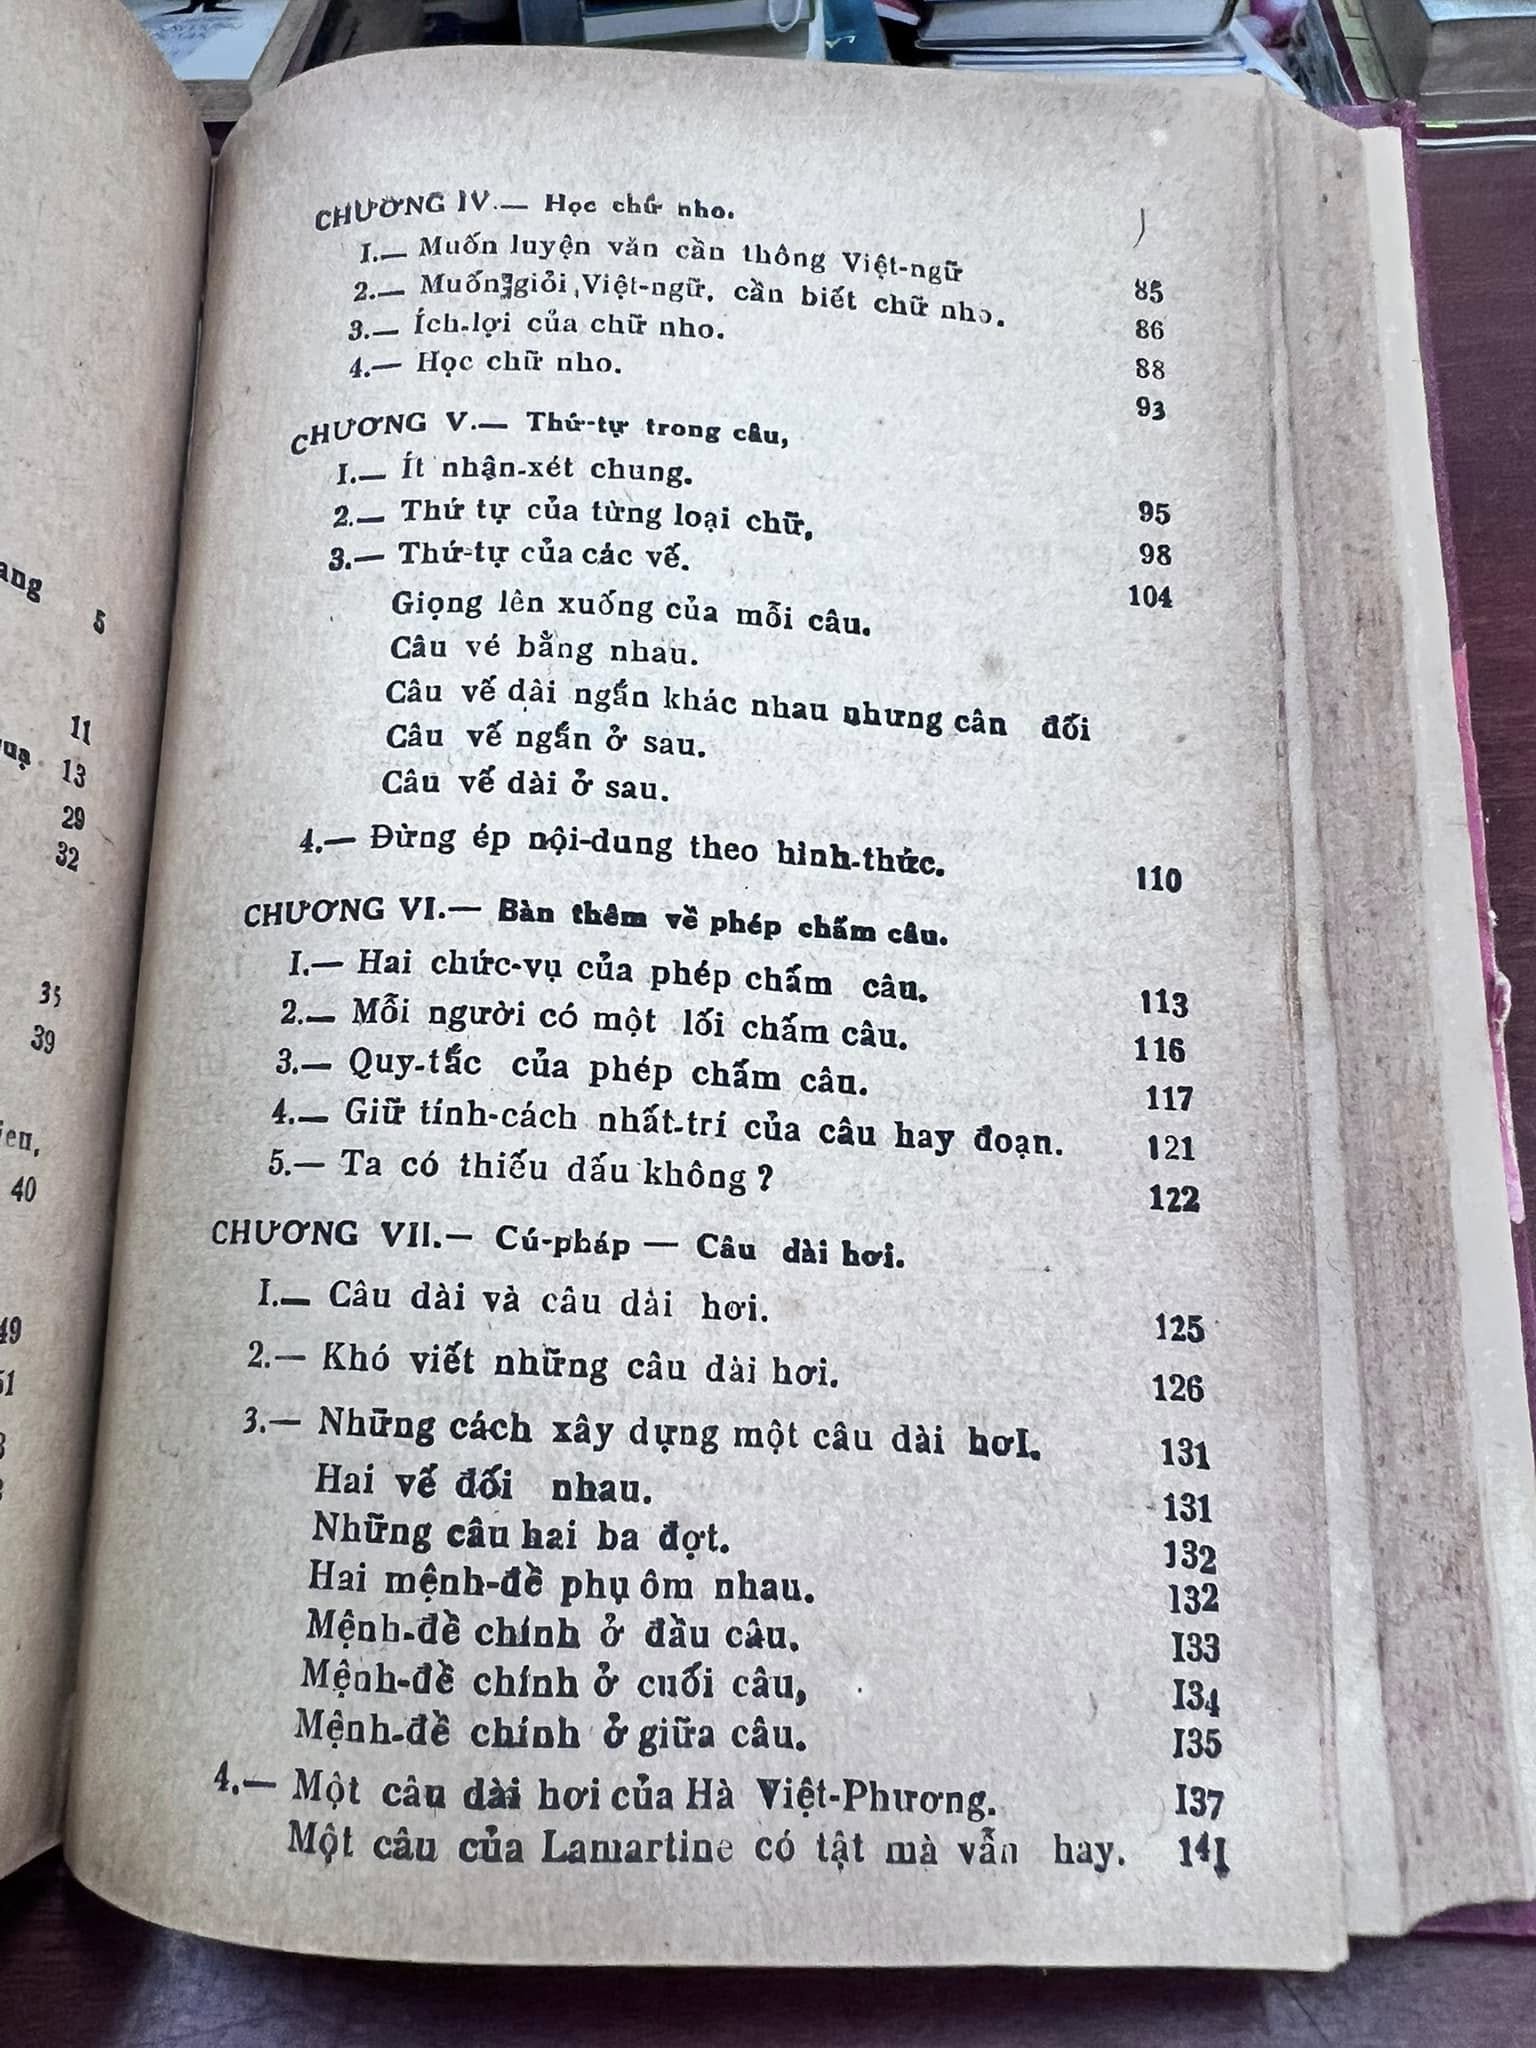 ang 5
11
13
29
32
35
39
40
49
51
CHƯƠNG IV.— Học chữ nho.
I.— Muốn luyện văn cần thông Việt-ngữ 85
2.— Muốn giỏi Việt-ngữ, cần biết chữ nho. 86
3.— Ích-lợi của chữ nho. 88
4.— Học chữ nho. 93
CHƯƠNG V.— Thứ-tự trong câu,
I.— Ít nhận-xét chung. 95
2.— Thứ tự của từng loại chữ, 98
3.— Thứ-tự của các vế. 104
Giọng lên xuống của mỗi câu.
Câu vé bằng nhau.
Câu vế dài ngắn khác nhau nhưng cân đối
Câu vế ngắn ở sau.
Câu vế dài ở sau.
4.— Đừng ép nội-dung theo hình-thức. 110
CHƯƠNG VI.— Bàn thêm về phép chấm câu.
I.— Hai chức-vụ của phép chấm câu. 113
2.— Mỗi người có một lối chấm câu. 116
3.— Quy-tắc của phép chấm câu. 117
4.— Giữ tính-cách nhất-trí của câu hay đoạn. 121
5.— Ta có thiếu dấu không ? 122
CHƯƠNG VII.— Cú-pháp — Câu dài hơi.
I.— Câu dài và câu dài hơi. 125
2.— Khó viết những câu dài hơi. 126
3.— Những cách xây dựng một câu dài hơI. 131
Hai vế đối nhau. 131
Những câu hai ba đợt. 132
Hai mệnh-đề phụ ôm nhau. 132
Mệnh-đề chính ở đầu câu. I33
Mệnh-đề chính ở cuối câu, I34
Mệnh-đề chính ở giữa câu. I35
4.— Một câu dài hơi của Hà Việt-Phương. I37
Một câu của Lamartine có tật mà vẫn hay. 14I